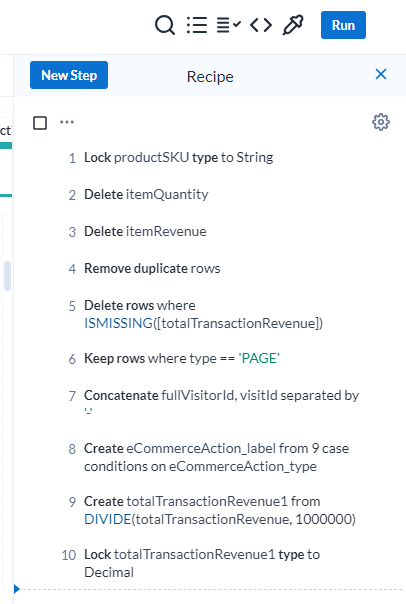 Run
New Step
Recipe
ct
...
1 Lock productSKU type to String
2 Delete itemQuantity
3 Delete itemRevenue
4 Remove duplicate rows
5 Delete rows where
ISMISSING([totalTransactionRevenue])
6 Keep rows where type == 'PAGE'
7 Concatenate fullVisitorId, visitId separated by
'-'
8 Create eCommerceAction_label from 9 case
conditions on eCommerceAction_type
9 Create totalTransactionRevenue1 from
DIVIDE(totalTransactionRevenue, 1000000)
10 Lock totalTransactionRevenue1 type to
Decimal